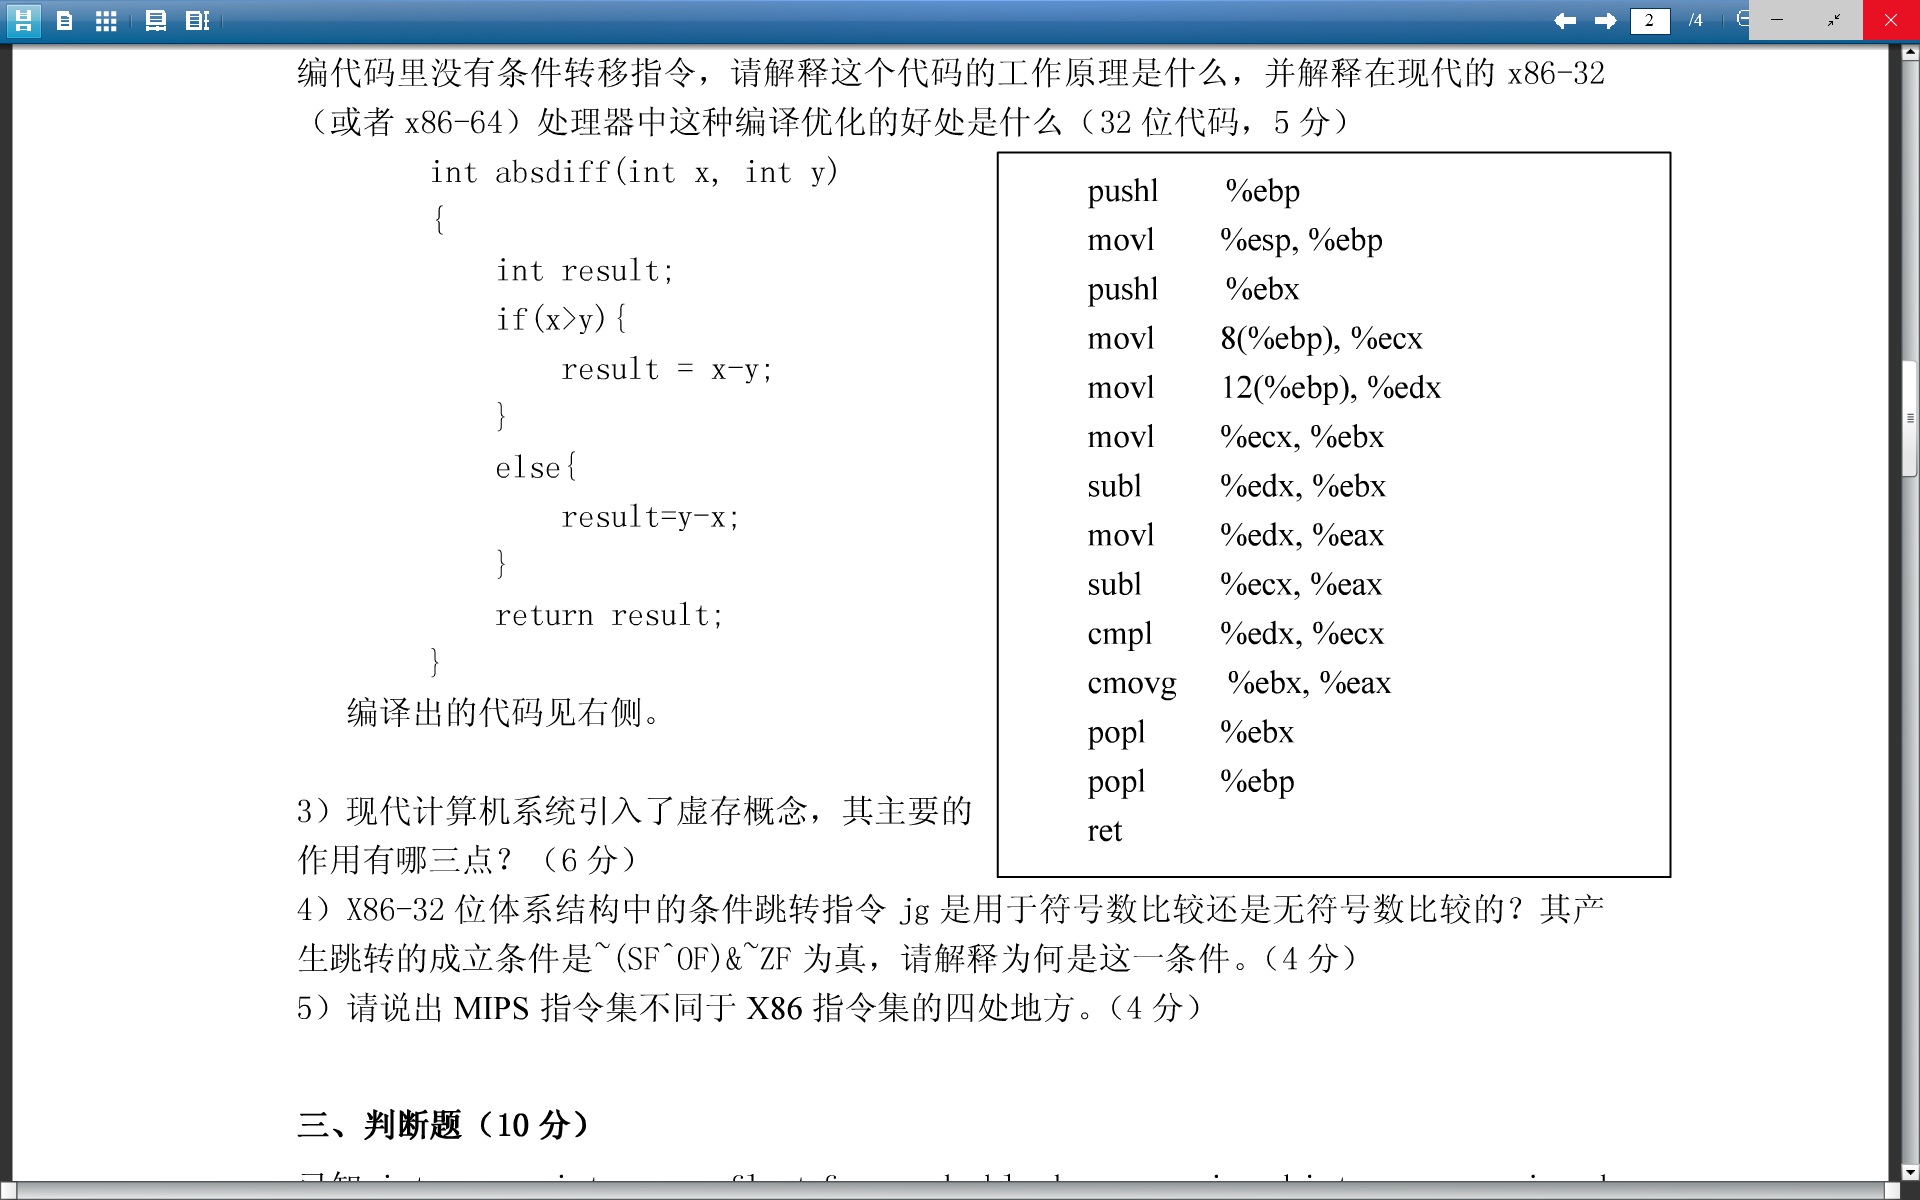 2 /4
编代码里没有条件转移指令，请解释这个代码的工作原理是什么，并解释在现代的 x86-32
（或者 x86-64）处理器中这种编译优化的好处是什么（32 位代码，5 分）
int absdiff(int x, int y)
{
int result;
if(x>y){
result = x-y;
}
else{
result=y-x;
}
return result;
}
编译出的代码见右侧。
pushl %ebp
movl %esp, %ebp
pushl %ebx
movl 8(%ebp), %ecx
movl 12(%ebp), %edx
movl %ecx, %ebx
subl %edx, %ebx
movl %edx, %eax
subl %ecx, %eax
cmpl %edx, %ecx
cmovg %ebx, %eax
popl %ebx
popl %ebp
ret
3）现代计算机系统引入了虚存概念，其主要的
作用有哪三点？（6 分）
4）X86-32 位体系结构中的条件跳转指令 jg 是用于符号数比较还是无符号数比较的？其产
生跳转的成立条件是~(SF^OF)&~ZF 为真，请解释为何是这一条件。（4 分）
5）请说出 MIPS 指令集不同于 X86 指令集的四处地方。（4 分）
三、判断题（10 分）